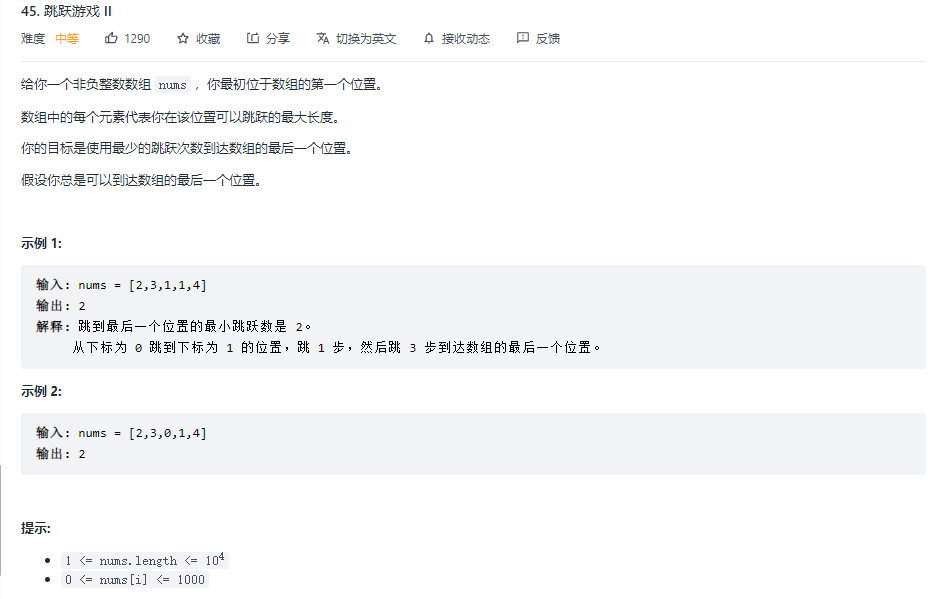 45. 跳跃游戏 II
难度 中等 1290 收藏 分享 切换为英文 接收动态 反馈
给你一个非负整数数组 nums ，你最初位于数组的第一个位置。
数组中的每个元素代表你在该位置可以跳跃的最大长度。
你的目标是使用最少的跳跃次数到达数组的最后一个位置。
假设你总是可以到达数组的最后一个位置。
示例 1:
输入: nums = [2,3,1,1,4]
输出: 2
解释: 跳到最后一个位置的最小跳跃数是 2。
从下标为 0 跳到下标为 1 的位置，跳 1 步，然后跳 3 步到达数组的最后一个位置。
示例 2:
输入: nums = [2,3,0,1,4]
输出: 2
提示:
1 <= nums.length <= 10⁴
0 <= nums[i] <= 1000